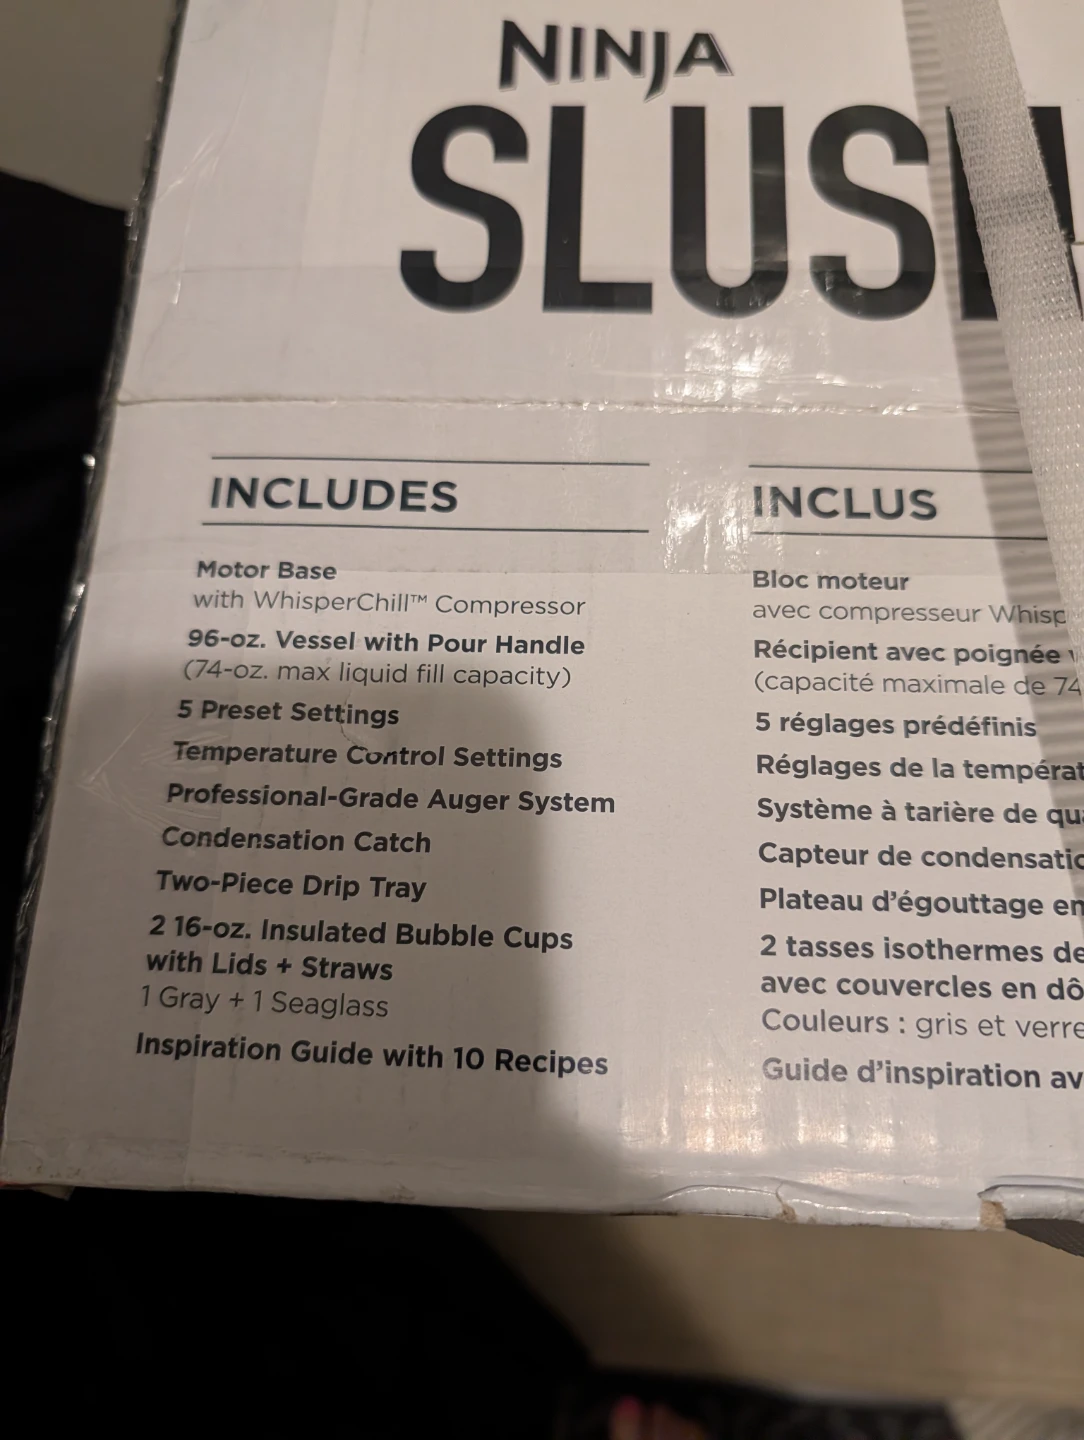 NINJA
INCLUDES
Motor Base
with WhisperChill™ Compressor
96-oz. Vessel with Pour Handle
(74-oz. max liquid fill capacity)
5 Preset Settings
Temperature Control Settings
Professional-Grade Auger System
Condensation Catch
Two-Piece Drip Tray
2 16-oz. Insulated Bubble Cups
with Lids + Straws
1 Gray + 1 Seaglass
Inspiration Guide with 10 Recipes
INCLUS
Bloc moteur
avec compresseur
Récipient avec poignée
(capacité maximale de 74
5 réglages prédéfinis
Réglages de la
Système à tarière de
Capteur de
Plateau d'égouttage
2 tasses isothermes
avec couvercles en
Couleurs : gris et
Guide d'inspiration